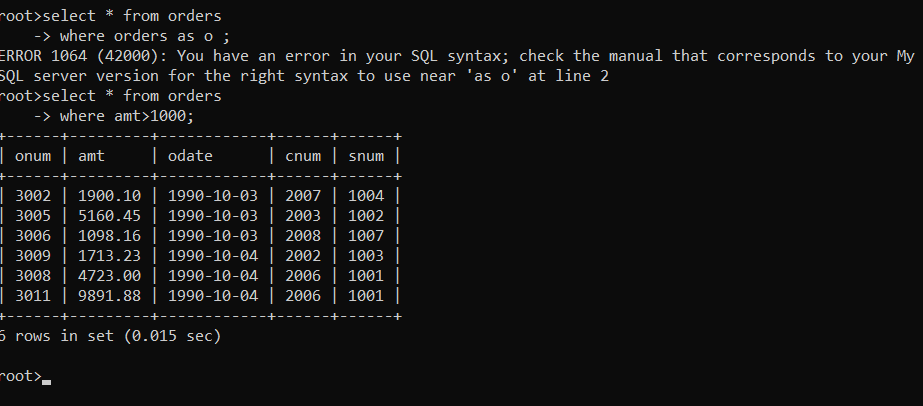 root>select * from orders
    -> where orders as o ;
ERROR 1064 (42000): You have an error in your SQL syntax; check the manual that corresponds to your My
SQL server version for the right syntax to use near 'as o' at line 2
root>select * from orders
    -> where amt>1000;
+------+---------+------------+------+------+
| onum | amt     | odate      | cnum | snum |
+------+---------+------------+------+------+
| 3002 | 1900.10 | 1990-10-03 | 2007 | 1004 |
| 3005 | 5160.45 | 1990-10-03 | 2003 | 1002 |
| 3006 | 1098.16 | 1990-10-03 | 2008 | 1007 |
| 3009 | 1713.23 | 1990-10-04 | 2002 | 1003 |
| 3008 | 4723.00 | 1990-10-04 | 2006 | 1001 |
| 3011 | 9891.88 | 1990-10-04 | 2006 | 1001 |
+------+---------+------------+------+------+
6 rows in set (0.015 sec)
root>